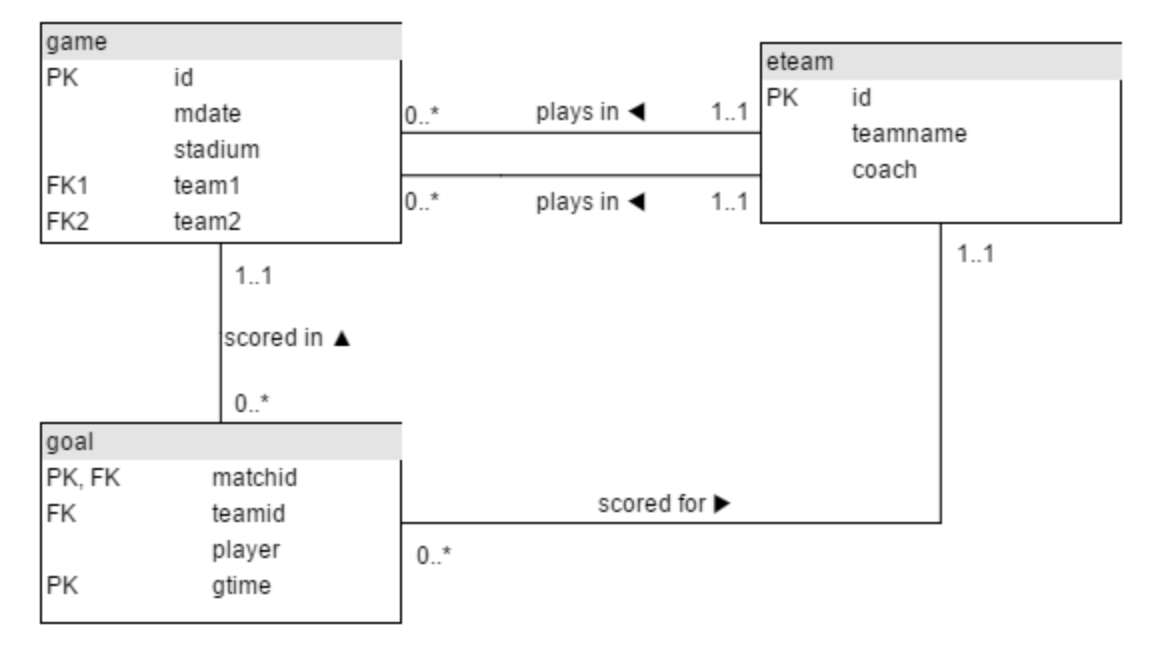 game
PK id
mdate
stadium
FK1 team1
FK2 team2
0..* plays in ◀ 1..1
0..* plays in ◀ 1..1
eteam
PK id
teamname
coach
1..1
scored in ▲
0..*
1..1
goal
PK, FK matchid
FK teamid
player
PK gtime
scored for ▶
0..*